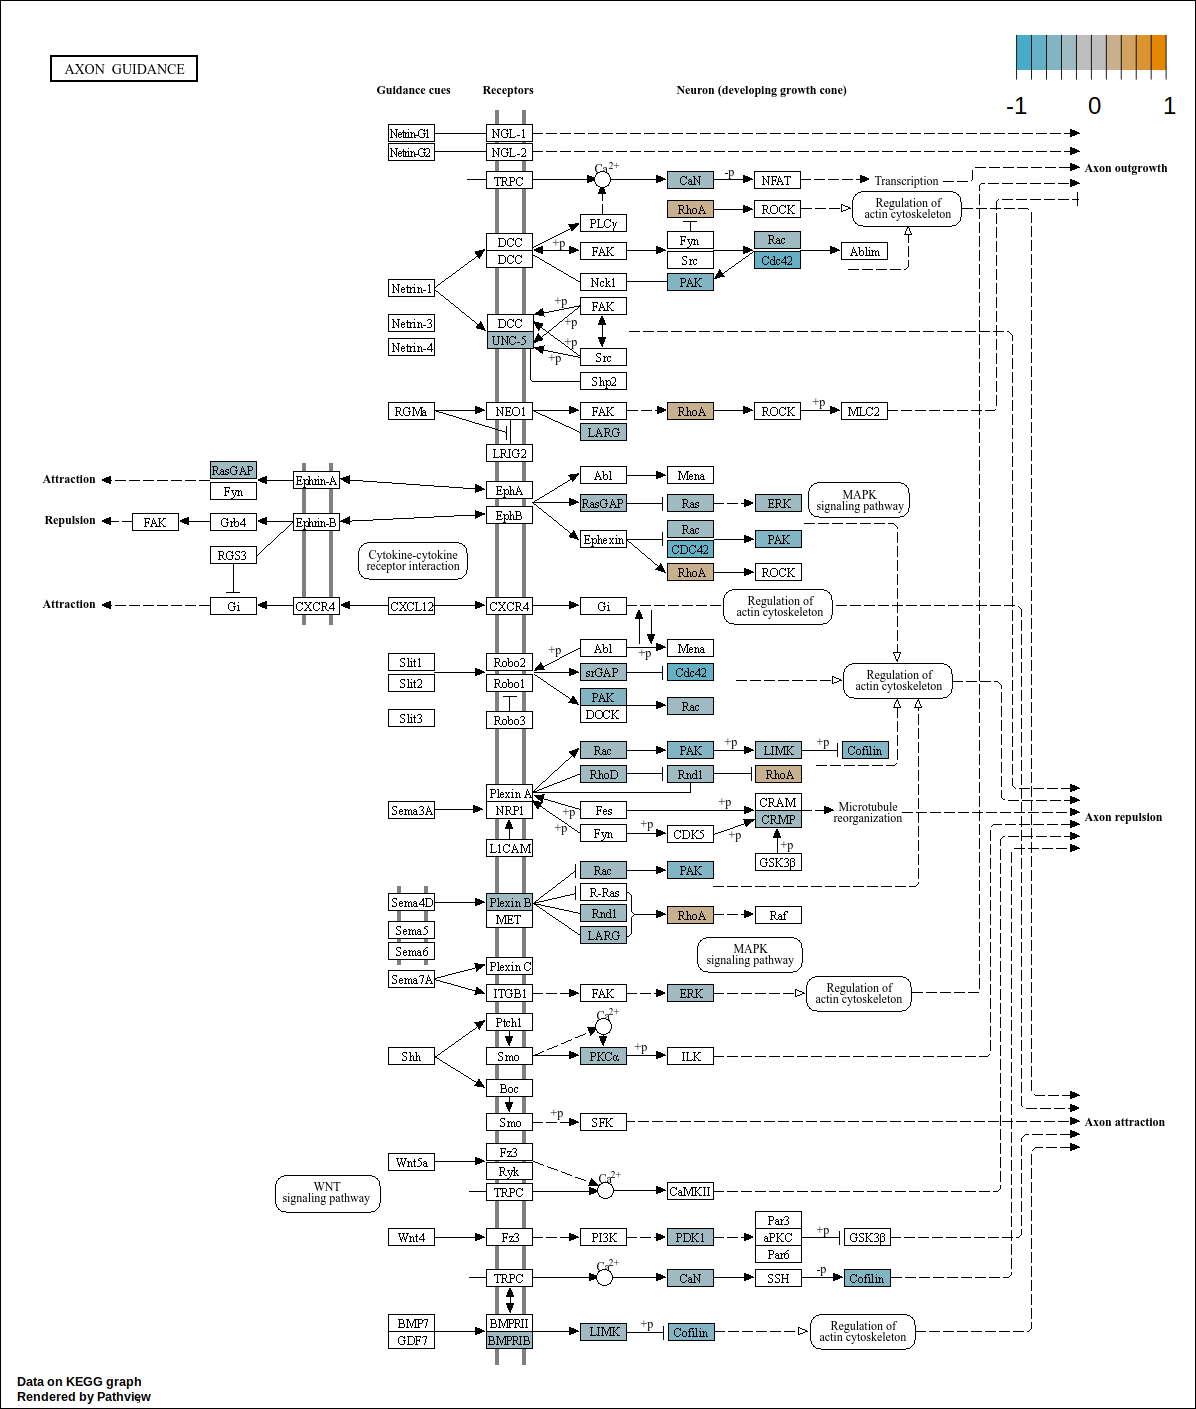 AXON GUIDANCE
-1 0 1
Guidance cues Receptors Neuron (developing growth cone)
Netrin-G1 NGL-1
Netrin-G2 NGL-2
Axon outgrowth
TRPC Ca2+ CaN -p NFAT Transcription
RhoA ROCK Regulation of
actin cytoskeleton
PLCγ
DCC +p FAK Fyn Rac Ablim
DCC Src Cdc42
Netrin-1 Nck1 PAK
+p FAK
Netrin-3 DCC +p
UNC-5 +p
Netrin-4 +p Src
Shp2
RGMa NEO1 FAK RhoA ROCK +p MLC2
LARG
LRIG2
RasGAP
Attraction Fyn Ephrin-A EphA Abl Mena
RasGAP Ras ERK MAPK
signaling pathway
Repulsion FAK Grb4 Ephrin-B EphB
Rac
Ephexin CDC42 PAK
RGS3 Cytokine-cytokine
receptor interaction
RhoA ROCK
Attraction Gi CXCR4 CXCL12 CXCR4 Gi Regulation of
actin cytoskeleton
Abl +p Mena
+p
Slit1 Robo2 srGAP Cdc42
Slit2 Robo1 Regulation of
actin cytoskeleton
PAK Rac
DOCK
Slit3 Robo3
Rac PAK +p LIMK +p Cofilin
RhoD Rnd1 RhoA
Plexin A
Sema3A NRP1 +p Fes +p CRAM Microtubule
reorganization
CRMP
Axon repulsion
+p Fyn +p CDK5 +p
L1CAM +p
GSK3β
Rac PAK
R-Ras
Sema4D Plexin B Rnd1 RhoA Raf
MET
Sema5 LARG
Sema6 MAPK
signaling pathway
Sema7A Plexin C
ITGB1 FAK ERK Regulation of
actin cytoskeleton
Ptch1 Ca2+
Shh Smo PKCα +p ILK
Boc
Smo +p SFK
Axon attraction
Wnt5a Fz3
Ryk Ca2+
WNT
signaling pathway
TRPC CaMKII
Par3
Wnt4 Fz3 PI3K PDK1 aPKC +p GSK3β
Par6
TRPC Ca2+ CaN SSH -p Cofilin
BMP7 BMPRII
GDF7 BMPRIB LIMK +p Cofilin Regulation of
actin cytoskeleton
Data on KEGG graph
Rendered by Pathview